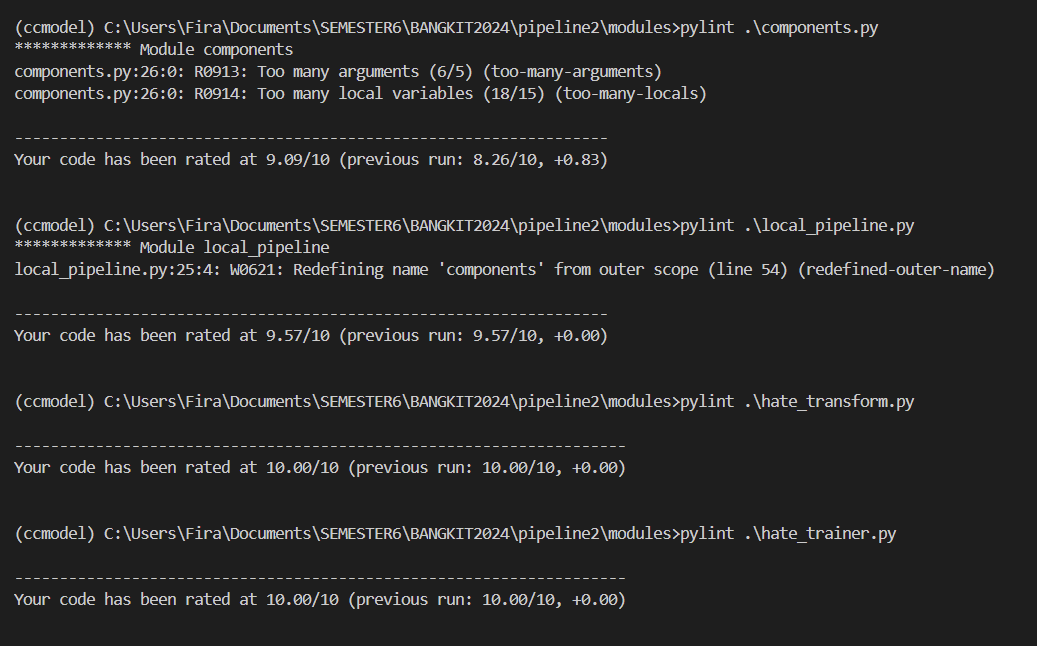 (ccmodel) C:\Users\Fira\Documents\SEMESTER6\BANGKIT2024\pipeline2\modules>pylint .\components.py
************* Module components
components.py:26:0: R0913: Too many arguments (6/5) (too-many-arguments)
components.py:26:0: R0914: Too many local variables (18/15) (too-many-locals)
------------------------------------------------------------------
Your code has been rated at 9.09/10 (previous run: 8.26/10, +0.83)
(ccmodel) C:\Users\Fira\Documents\SEMESTER6\BANGKIT2024\pipeline2\modules>pylint .\local_pipeline.py
************* Module local_pipeline
local_pipeline.py:25:4: W0621: Redefining name 'components' from outer scope (line 54) (redefined-outer-name)
------------------------------------------------------------------
Your code has been rated at 9.57/10 (previous run: 9.57/10, +0.00)
(ccmodel) C:\Users\Fira\Documents\SEMESTER6\BANGKIT2024\pipeline2\modules>pylint .\hate_transform.py
--------------------------------------------------------------------
Your code has been rated at 10.00/10 (previous run: 10.00/10, +0.00)
(ccmodel) C:\Users\Fira\Documents\SEMESTER6\BANGKIT2024\pipeline2\modules>pylint .\hate_trainer.py
--------------------------------------------------------------------
Your code has been rated at 10.00/10 (previous run: 10.00/10, +0.00)